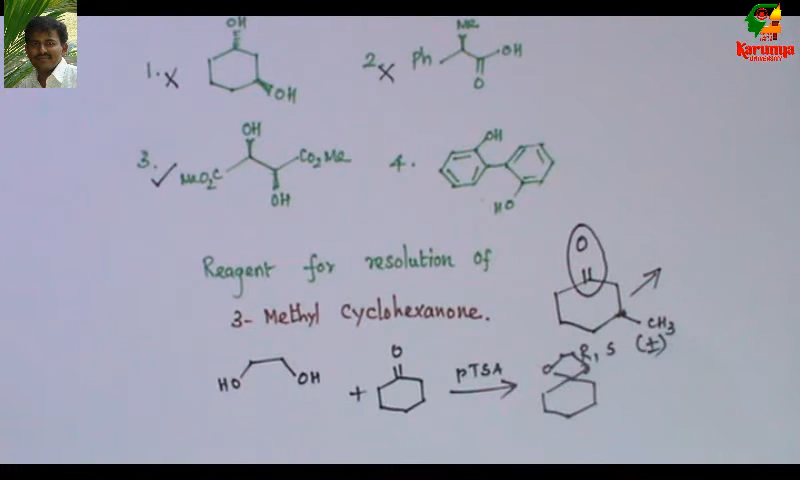 OH
1. X
OH
Me
2. X
Ph
OH
O
Karunya
UNIVERSITY
3. ✓
OH
MeO2C
CO2Me
OH
4.
OH
HO
Reagent for resolution of
3- Methyl Cyclohexanone.
O
CH3
(±)
R, S
HO
OH
+
O
pTSA
O